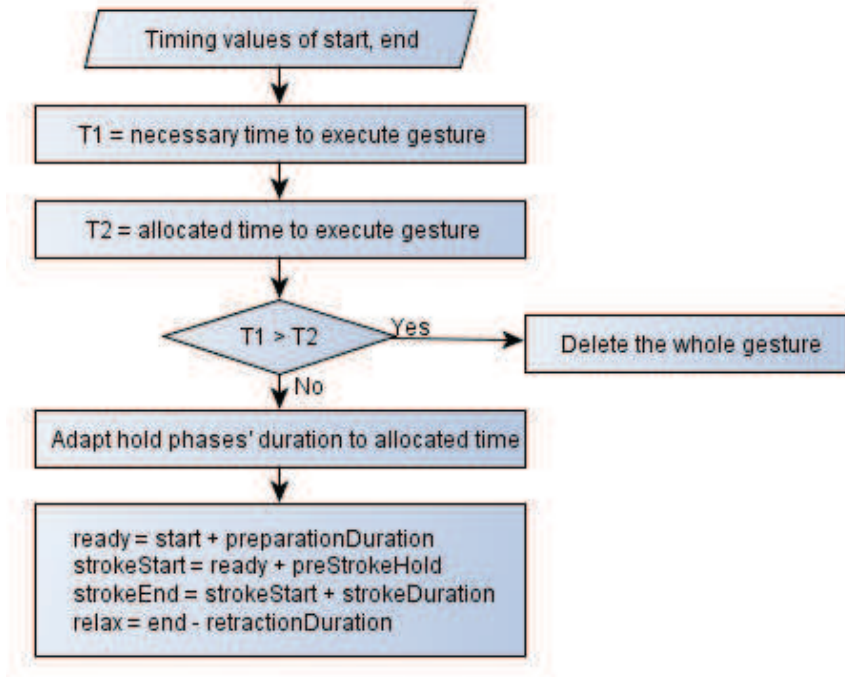 Timing values of start, end
T1 = necessary time to execute gesture
T2 = allocated time to execute gesture
T1 > T2
Yes
Delete the whole gesture
No
Adapt hold phases' duration to allocated time
ready = start + preparationDuration
strokeStart = ready + preStrokeHold
strokeEnd = strokeStart + strokeDuration
relax = end - retractionDuration